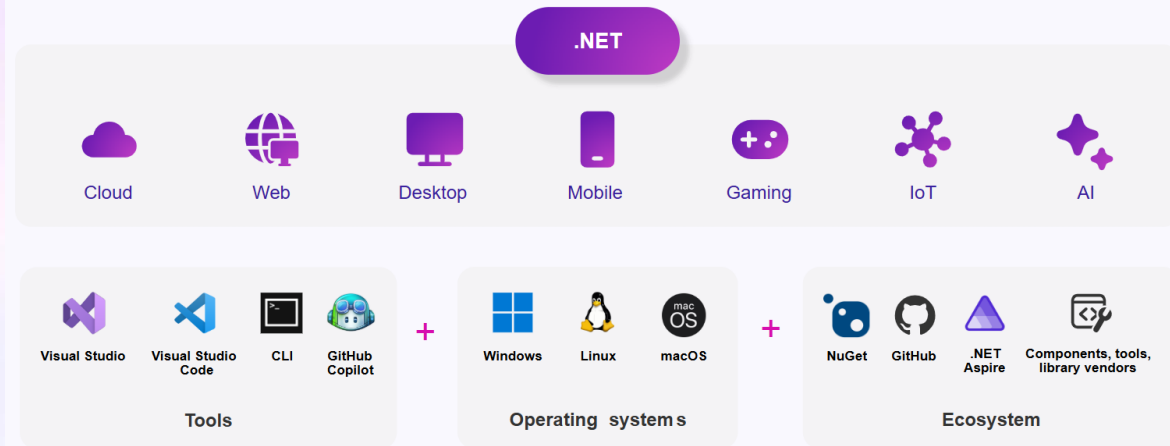 .NET
Cloud
Web
Desktop
Mobile
Gaming
IoT
AI
>_
mac
OS
Visual Studio
Visual Studio
Code
CLI
GitHub
Copilot
+
Windows
Linux
macOS
+
NuGet
GitHub
.NET
Aspire
Components, tools,
library vendors
Tools
Operating systems
Ecosystem